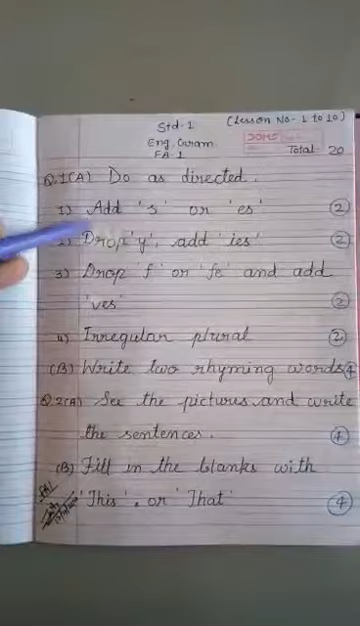 Std-1 (Lesson No- 1 to 10)
Eng. Gram.
FA-1 Total- 20
Q.1(A) Do as directed.
1) Add 's' or 'es' (2)
2) Drop 'y', add 'ies' (2)
3) Drop 'f' or 'fe' and add
'ves' (2)
4) Irregular plural (2)
(B) Write two rhyming words (4)
Q.2(A) See the pictures and write
the sentences. (4)
(B) Fill in the blanks with
'This', or 'That' (4)